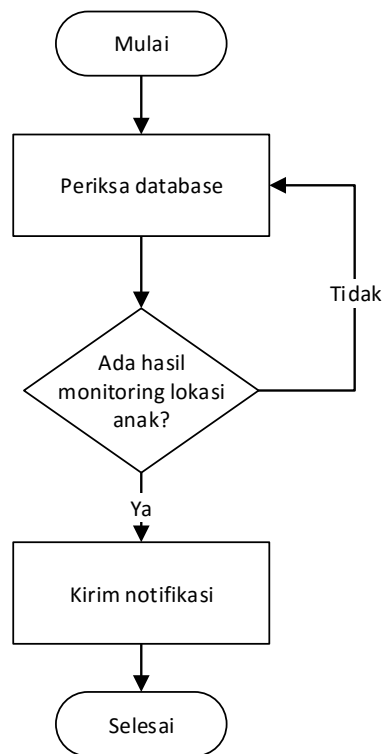 Mulai
Periksa database
Tidak
Ada hasil
monitoring lokasi
anak?
Ya
Kirim notifikasi
Selesai